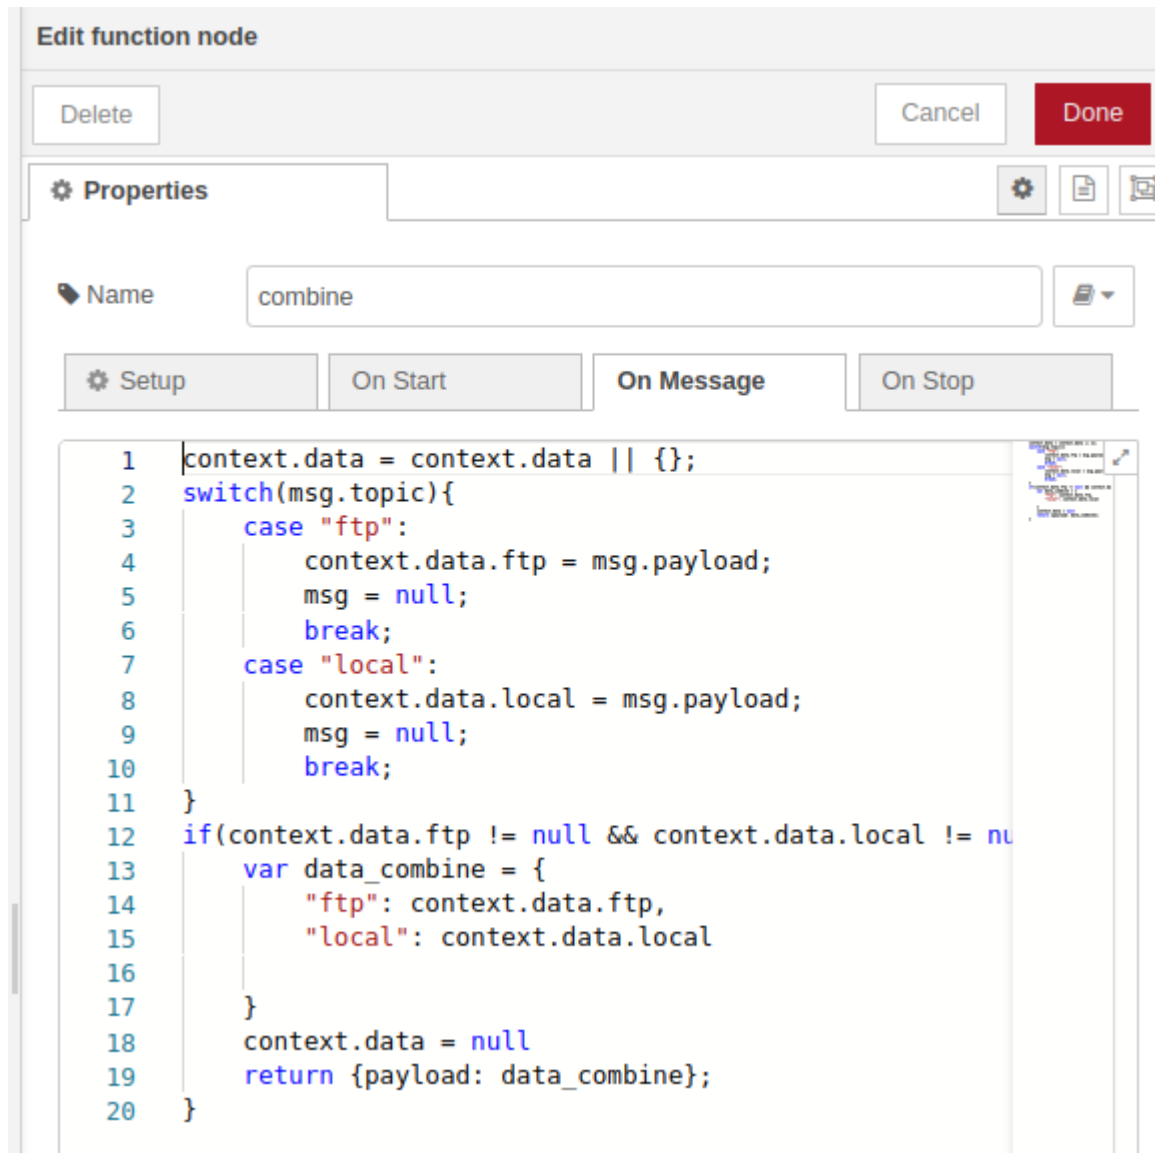 Edit function node
Delete
Cancel
Done
Properties
Name
combine
Setup
On Start
On Message
On Stop
1 context.data = context.data || {};
2 switch(msg.topic){
3 case "ftp":
4 context.data.ftp = msg.payload;
5 msg = null;
6 break;
7 case "local":
8 context.data.local = msg.payload;
9 msg = null;
10 break;
11 }
12 if(context.data.ftp != null && context.data.local != nu
13 var data_combine = {
14 "ftp": context.data.ftp,
15 "local": context.data.local
16
17 }
18 context.data = null
19 return {payload: data_combine};
20 }